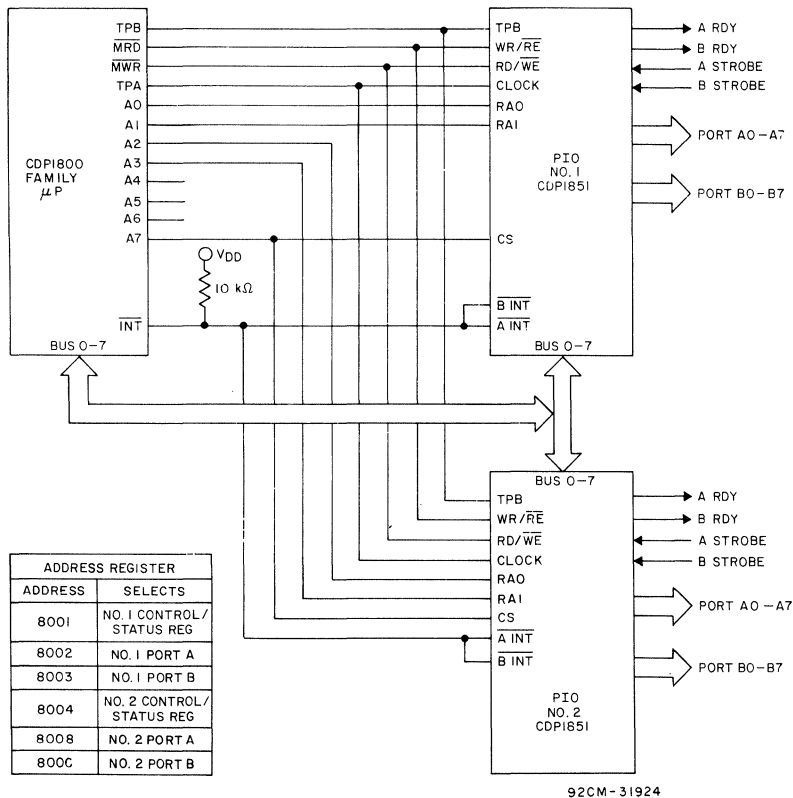 TPB
MRD
MWR
TPA
A0
A1
A2
A3
A4
A5
A6
A7
INT
BUS 0-7
CDP1800
FAMILY
μP
VDD
10 kΩ
TPB
WR/RE
RD/WE
CLOCK
RA0
RA1
CS
B INT
A INT
BUS 0-7
PIO
NO. 1
CDP1851
A RDY
B RDY
A STROBE
B STROBE
PORT A0-A7
PORT B0-B7
BUS 0-7
TPB
WR/RE
RD/WE
CLOCK
RA0
RA1
CS
A INT
B INT
PIO
NO. 2
CDP1851
A RDY
B RDY
A STROBE
B STROBE
PORT A0-A7
PORT B0-B7
ADDRESS REGISTER
ADDRESS SELECTS
8001 NO. 1 CONTROL/
STATUS REG
8002 NO. 1 PORT A
8003 NO. 1 PORT B
8004 NO. 2 CONTROL/
STATUS REG
8008 NO. 2 PORT A
800C NO. 2 PORT B
92CM-31924